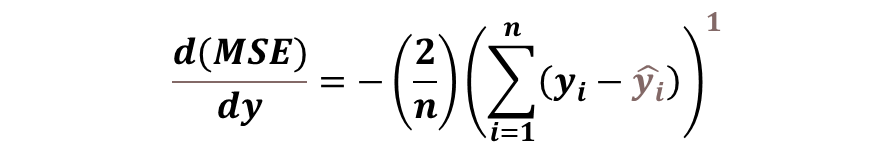 d(MSE)/dy = −(2/n)(∑_{i=1}^{n}(y_i − ŷ_i))^1